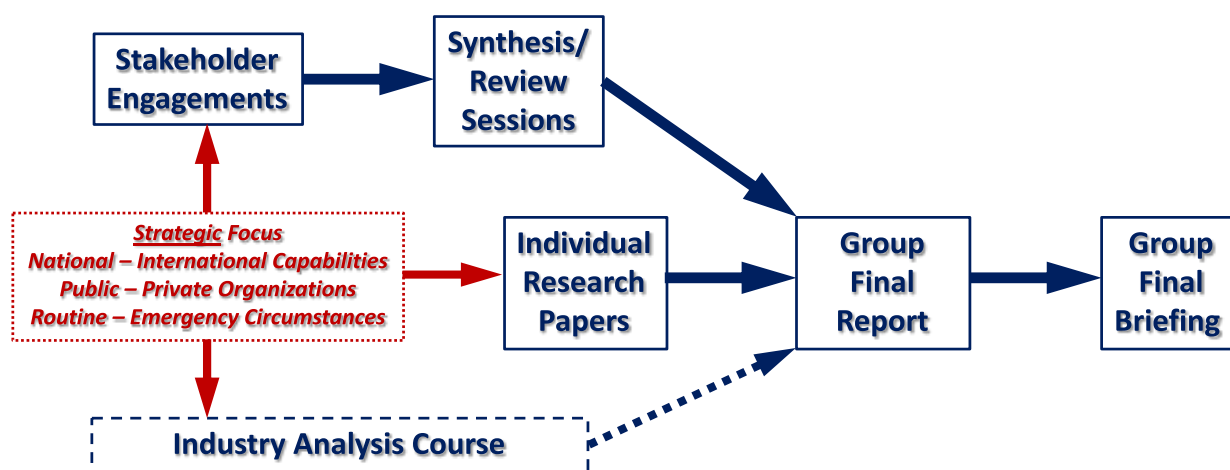 Stakeholder
Engagements
Synthesis/
Review
Sessions
Strategic Focus
National – International Capabilities
Public – Private Organizations
Routine – Emergency Circumstances
Individual
Research
Papers
Group
Final
Report
Group
Final
Briefing
Industry Analysis Course